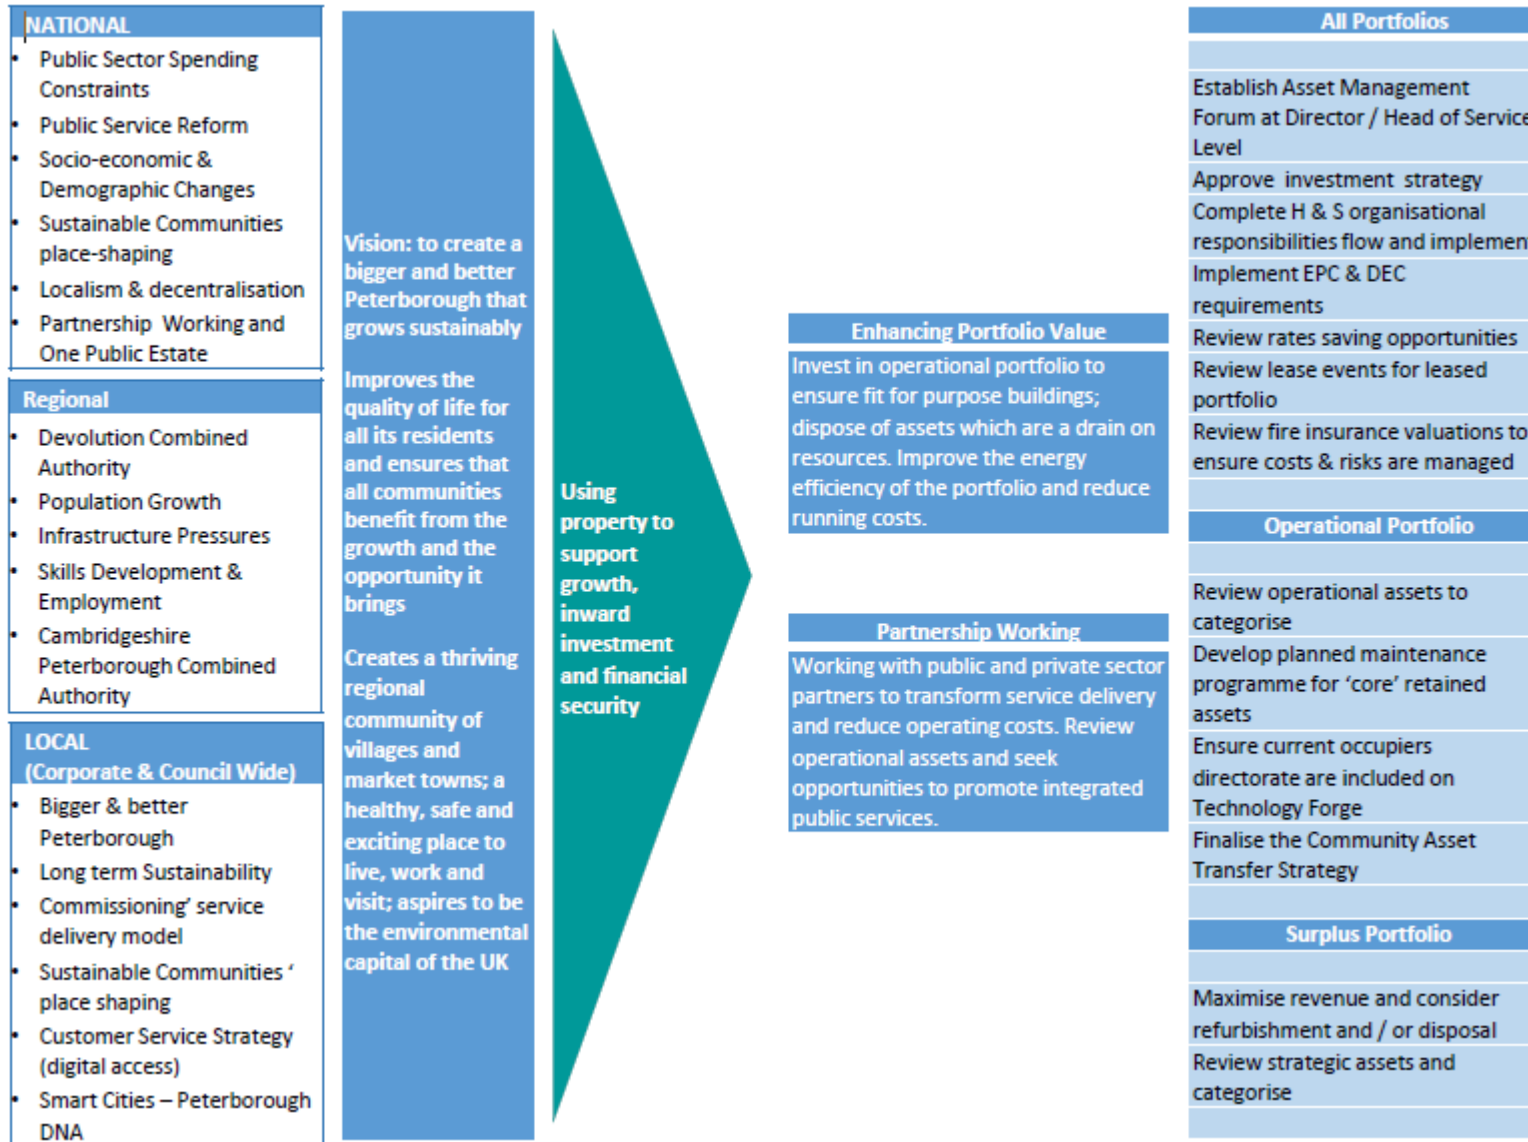 NATIONAL
• Public Sector Spending
Constraints
• Public Service Reform
• Socio-economic &
Demographic Changes
• Sustainable Communities
place-shaping
• Localism & decentralisation
• Partnership Working and
One Public Estate
Regional
• Devolution Combined
Authority
• Population Growth
• Infrastructure Pressures
• Skills Development &
Employment
• Cambridgeshire
Peterborough Combined
Authority
LOCAL
(Corporate & Council Wide)
• Bigger & better
Peterborough
• Long term Sustainability
• Commissioning’ service
delivery model
• Sustainable Communities ‘
place shaping
• Customer Service Strategy
(digital access)
• Smart Cities – Peterborough
DNA
Vision: to create a
bigger and better
Peterborough that
grows sustainably
Improves the
quality of life for
all its residents
and ensures that
all communities
benefit from the
growth and the
opportunity it
brings
Creates a thriving
regional
community of
villages and
market towns; a
healthy, safe and
exciting place to
live, work and
visit; aspires to be
the environmental
capital of the UK
Using
property to
support
growth,
inward
investment
and financial
security
Enhancing Portfolio Value
Invest in operational portfolio to
ensure fit for purpose buildings;
dispose of assets which are a drain on
resources. Improve the energy
efficiency of the portfolio and reduce
running costs.
Partnership Working
Working with public and private sector
partners to transform service delivery
and reduce operating costs. Review
operational assets and seek
opportunities to promote integrated
public services.
All Portfolios
Establish Asset Management
Forum at Director / Head of Service
Level
Approve investment strategy
Complete H & S organisational
responsibilities flow and implement
Implement EPC & DEC
requirements
Review rates saving opportunities
Review lease events for leased
portfolio
Review fire insurance valuations to
ensure costs & risks are managed
Operational Portfolio
Review operational assets to
categorise
Develop planned maintenance
programme for ‘core’ retained
assets
Ensure current occupiers
directorate are included on
Technology Forge
Finalise the Community Asset
Transfer Strategy
Surplus Portfolio
Maximise revenue and consider
refurbishment and / or disposal
Review strategic assets and
categorise